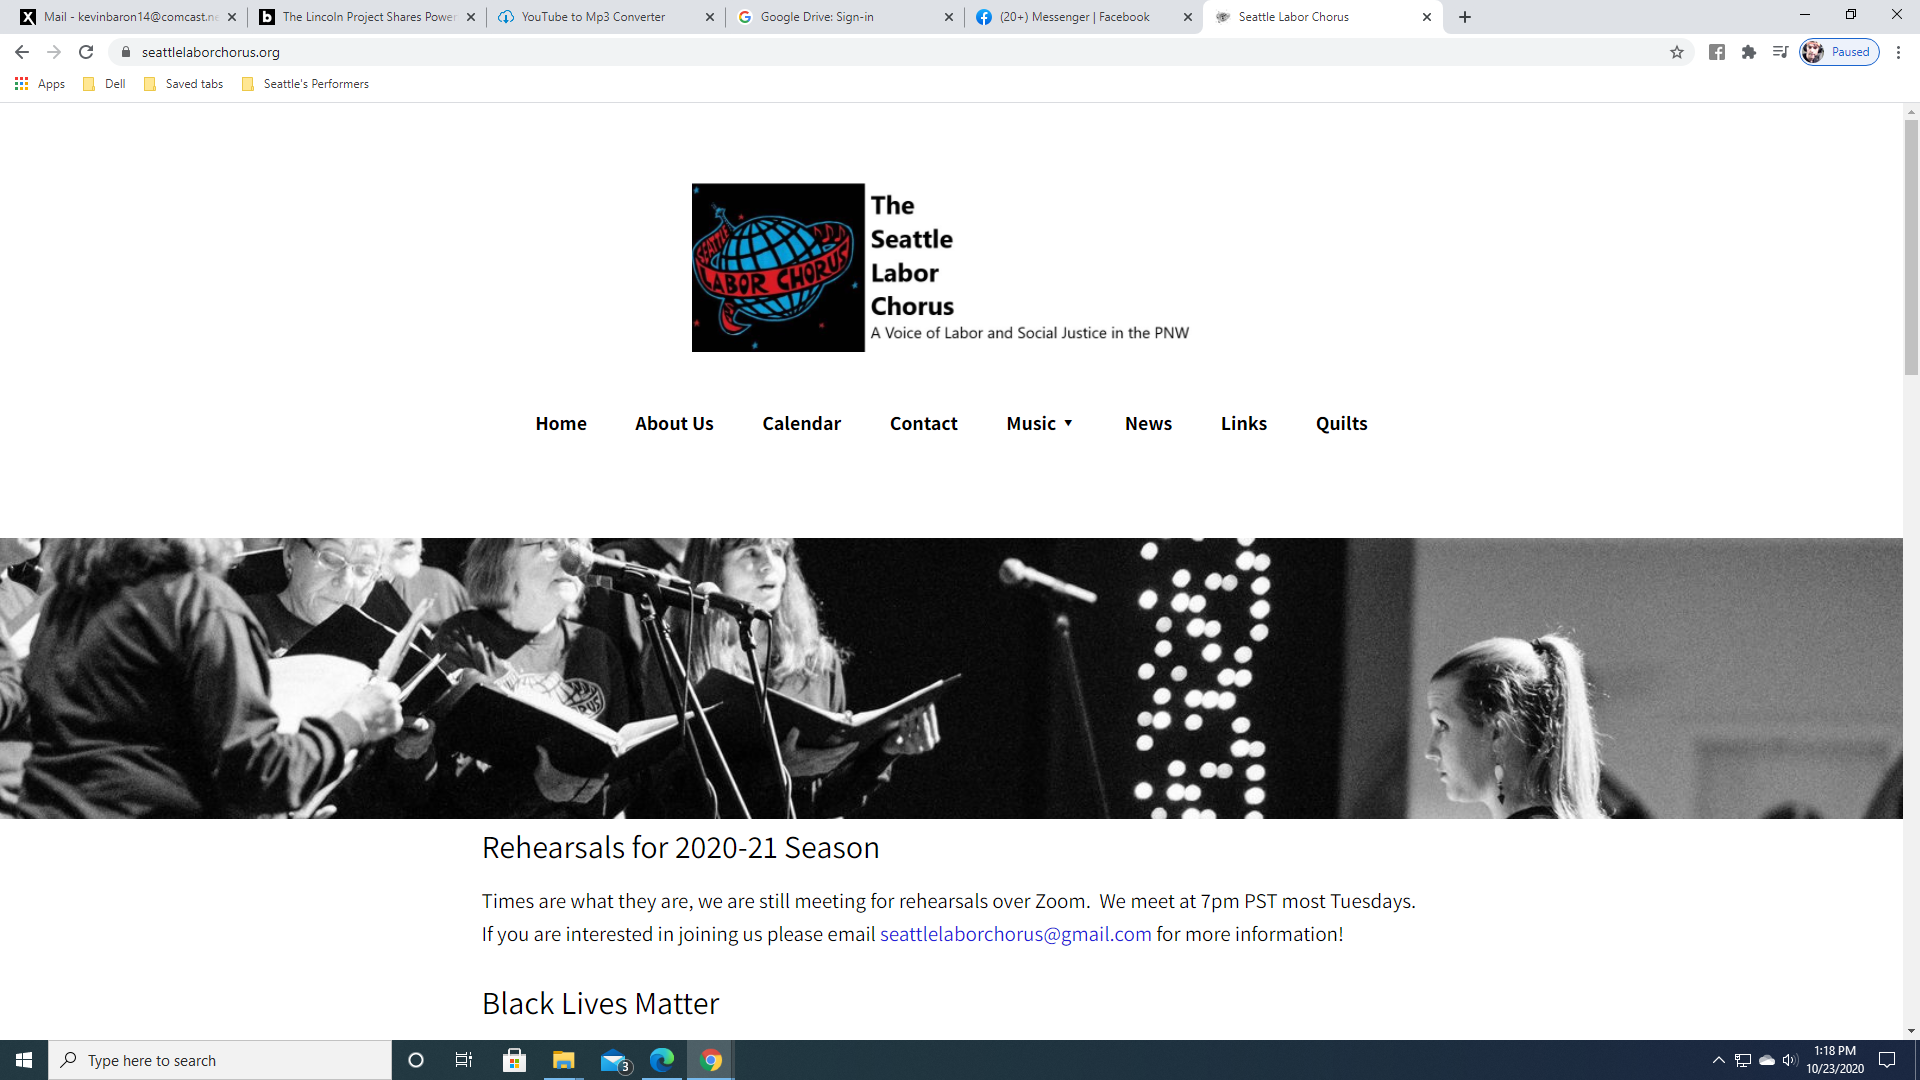 Mail - kevinbaron14@comcast.ne
The Lincoln Project Shares Power
YouTube to Mp3 Converter
Google Drive: Sign-in
(20+) Messenger | Facebook
Seattle Labor Chorus
seattlelaborchorus.org
Paused
Apps
Dell
Saved tabs
Seattle's Performers
SEATTLE
LABOR CHORUS
The
Seattle
Labor
Chorus
A Voice of Labor and Social Justice in the PNW
Home
About Us
Calendar
Contact
Music
News
Links
Quilts
Rehearsals for 2020-21 Season
Times are what they are, we are still meeting for rehearsals over Zoom.  We meet at 7pm PST most Tuesdays.
If you are interested in joining us please email seattlelaborchorus@gmail.com for more information!
Black Lives Matter
Type here to search
3
1:18 PM
10/23/2020